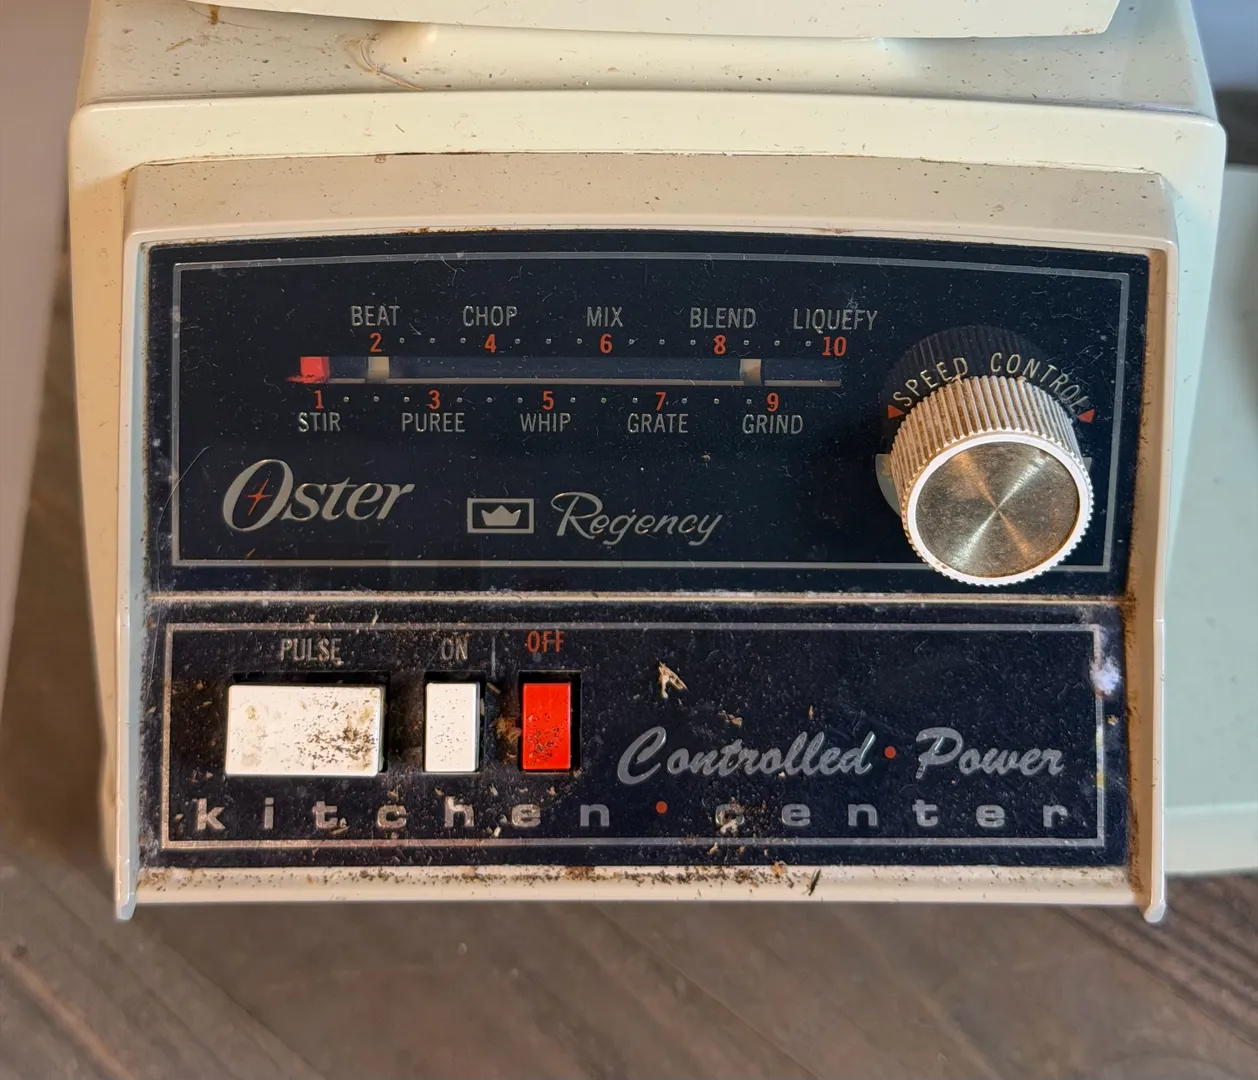 BEAT CHOP MIX BLEND LIQUEFY
2 4 6 8 10
1 3 5 7 9
STIR PUREE WHIP GRATE GRIND
SPEED CONTROL
Oster Regency
PULSE ON OFF
Controlled • Power
kitchen • center